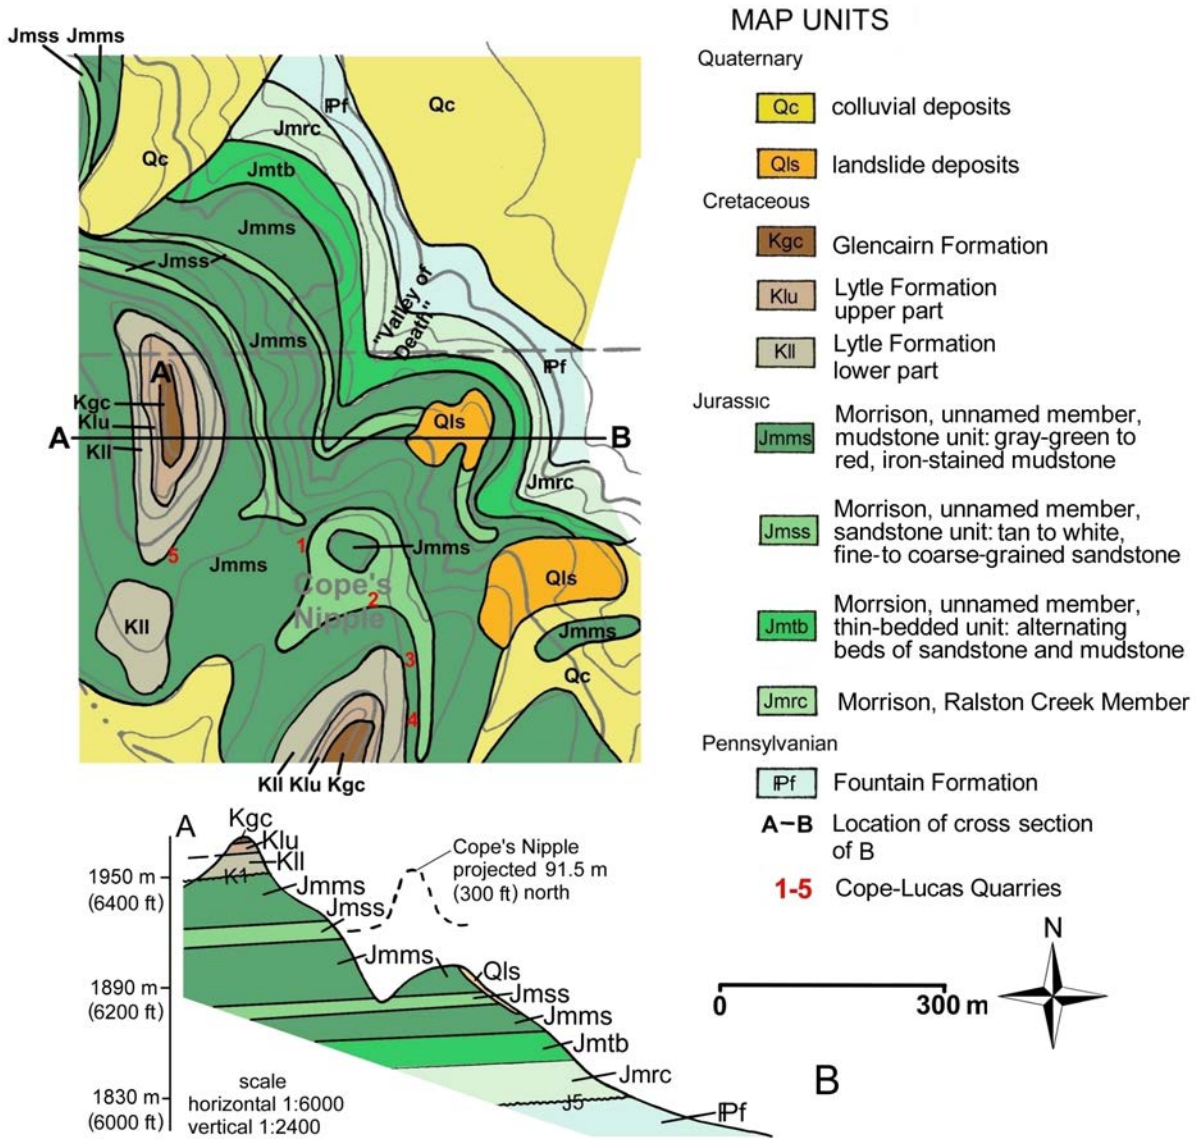 Jmss Jmms
Qc
Jmrc
ꟼPf
Qc
Jmtb
Jmms
Jmss
"Valley of
Death"
Jmms
Pf
A
Kgc
Klu
A
Kll
Qls
B
Jmrc
1
Jmms
5
Jmms
Cope's
2
Nipple
Qls
Kll
Jmms
3
Qc
4
Kll Klu Kgc
MAP UNITS
Quaternary
Qc colluvial deposits
Qls landslide deposits
Cretaceous
Kgc Glencairn Formation
Klu Lytle Formation
upper part
Kll Lytle Formation
lower part
Jurassic
Jmms Morrison, unnamed member,
mudstone unit: gray-green to
red, iron-stained mudstone
Jmss Morrison, unnamed member,
sandstone unit: tan to white,
fine-to coarse-grained sandstone
Jmtb Morrsion, unnamed member,
thin-bedded unit: alternating
beds of sandstone and mudstone
Jmrc Morrison, Ralston Creek Member
Pennsylvanian
Pf Fountain Formation
A–B Location of cross section
of B
1-5 Cope-Lucas Quarries
N
0 300 m
A
Kgc
Klu
Kll
K1
1950 m
(6400 ft)
Jmms
Jmss
Cope's Nipple
projected 91.5 m
(300 ft) north
Jmms
Qls
1890 m
(6200 ft)
Jmss
Jmms
Jmtb
Jmrc
J5
Pf
1830 m
(6000 ft)
scale
horizontal 1:6000
vertical 1:2400
B